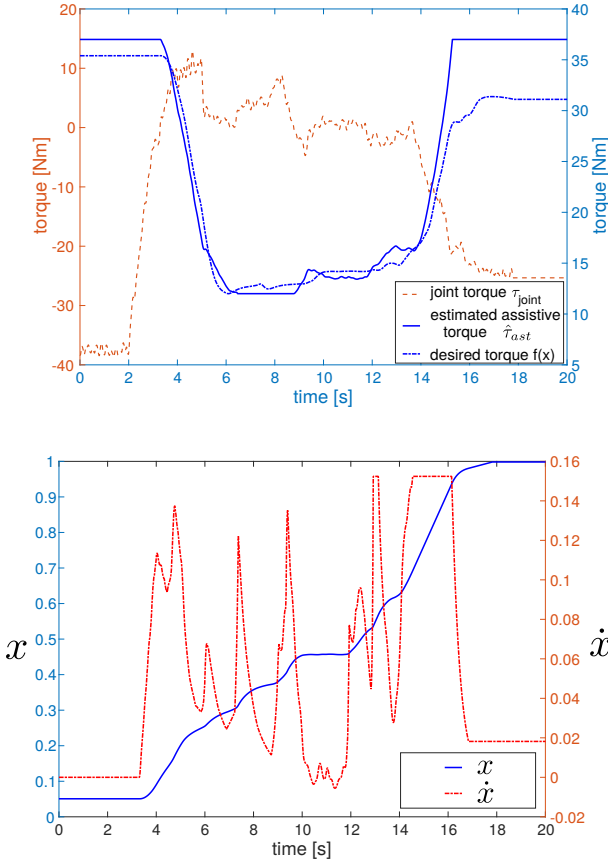 20
10
0
-10
-20
-30
-40
torque [Nm]
40
35
30
25
20
15
10
5
torque [Nm]
joint torque τ_joint
estimated assistive
torque τ̂_ast
desired torque f(x)
0 2 4 6 8 10 12 14 16 18 20
time [s]
1
0.9
0.8
0.7
0.6
0.5
0.4
0.3
0.2
0.1
0
x
0.16
0.14
0.12
0.1
0.08
0.06
0.04
0.02
0
-0.02
ẋ
x
ẋ
0 2 4 6 8 10 12 14 16 18 20
time [s]